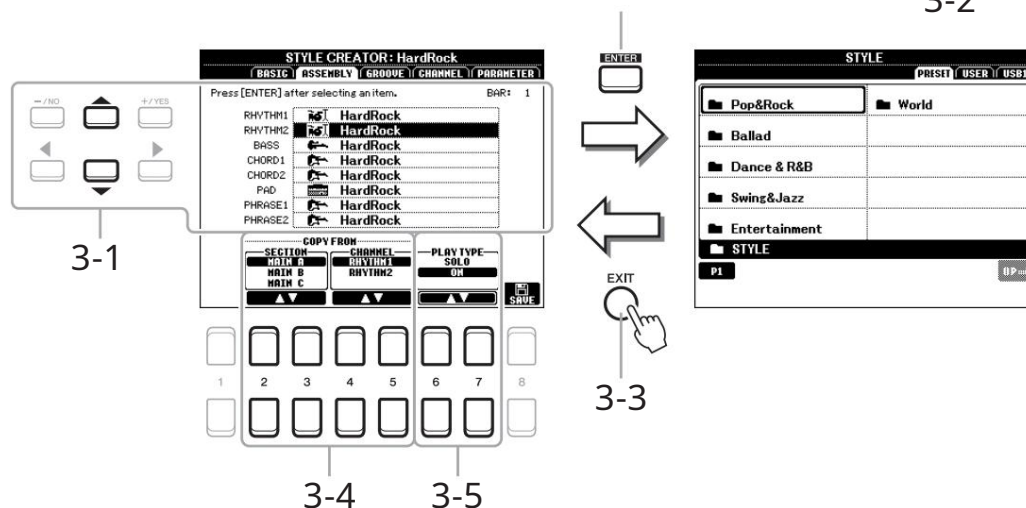 3-2
STYLE CREATOR: HardRock
BASIC ASSEMBLY GROOVE CHANNEL PARAMETER
Press [ENTER] after selecting an item. BAR: 1
RHYTHM1 HardRock
RHYTHM2 HardRock
BASS HardRock
CHORD1 HardRock
CHORD2 HardRock
PAD HardRock
PHRASE1 HardRock
PHRASE2 HardRock
COPY FROM
SECTION CHANNEL PLAY TYPE
MAIN A RHYTHM1 SOLO
MAIN B RHYTHM2 ON
MAIN C
SAVE
-/NO +/YES
3-1
ENTER
EXIT
3-3
STYLE
PRESET USER USB1
Pop&Rock World
Ballad
Dance & R&B
Swing&Jazz
Entertainment
STYLE
P1
1 2 3 4 5 6 7 8
3-4 3-5